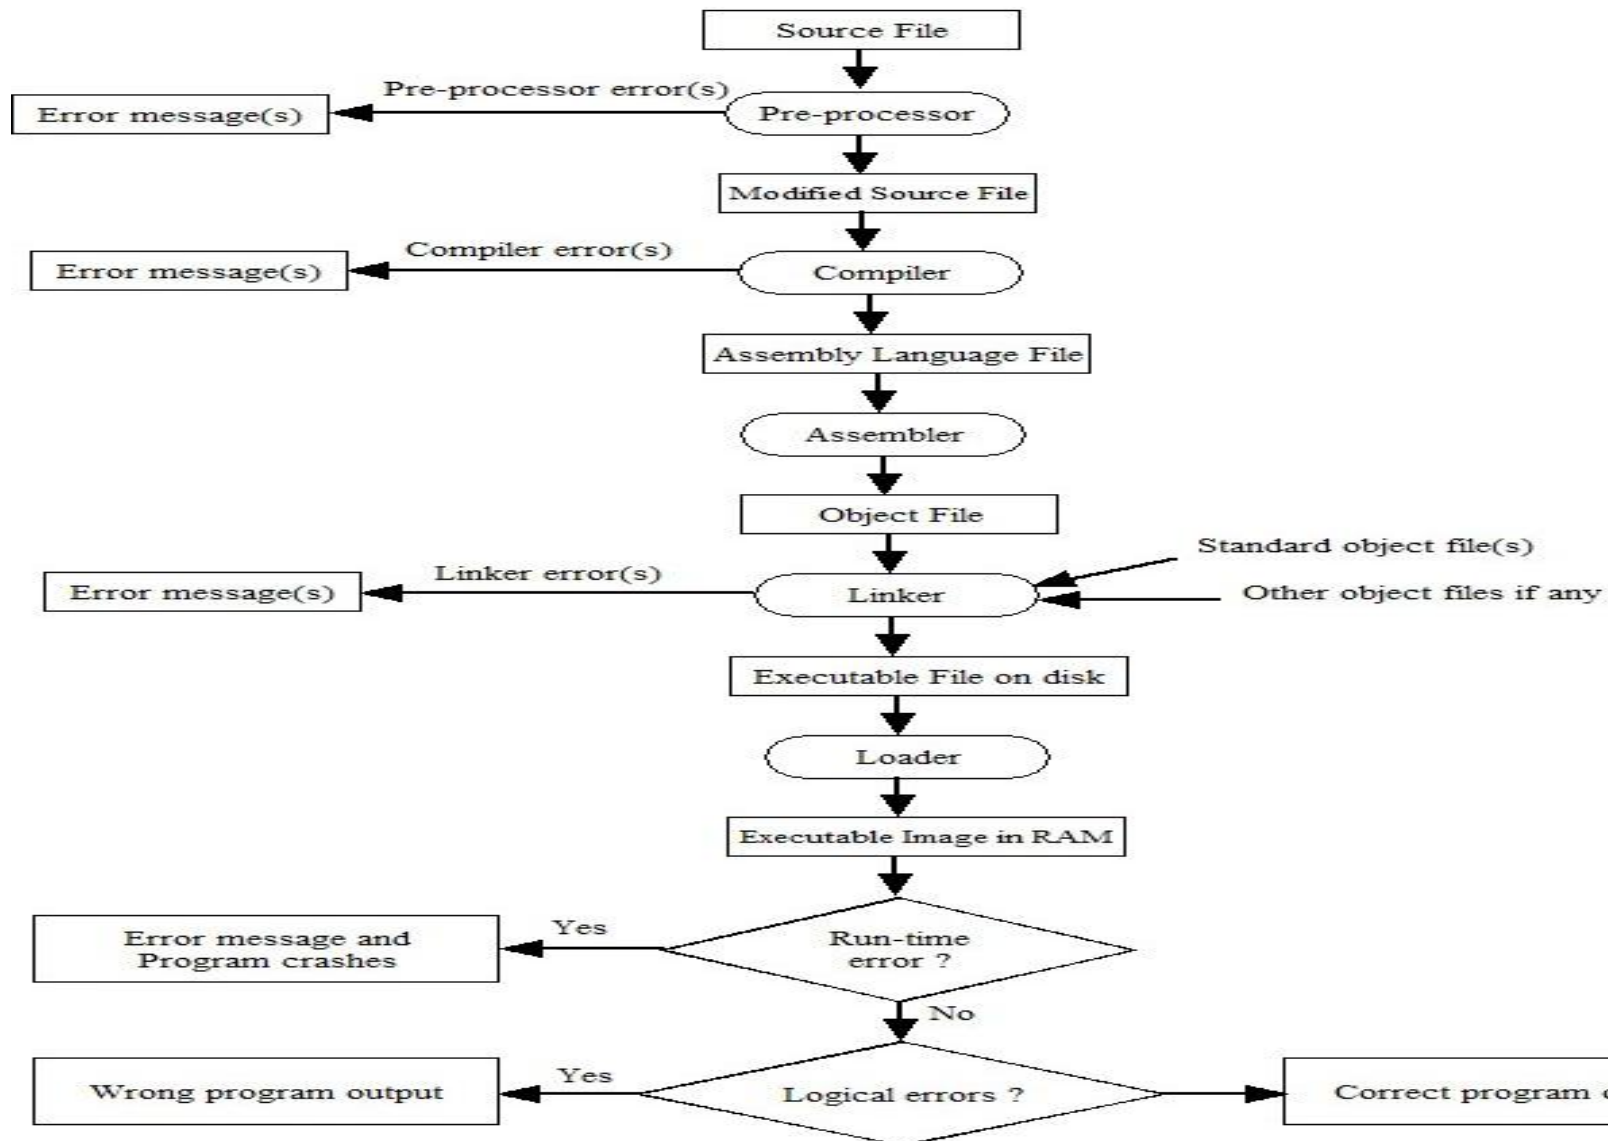 Source File
Pre-processor error(s)
Error message(s)
Pre-processor
Modified Source File
Compiler error(s)
Error message(s)
Compiler
Assembly Language File
Assembler
Object File
Standard object file(s)
Linker error(s)
Error message(s)
Linker
Other object files if any
Executable File on disk
Loader
Executable Image in RAM
Yes
Error message and
Program crashes
Run-time
error ?
No
Yes
Wrong program output
Logical errors ?
Correct program